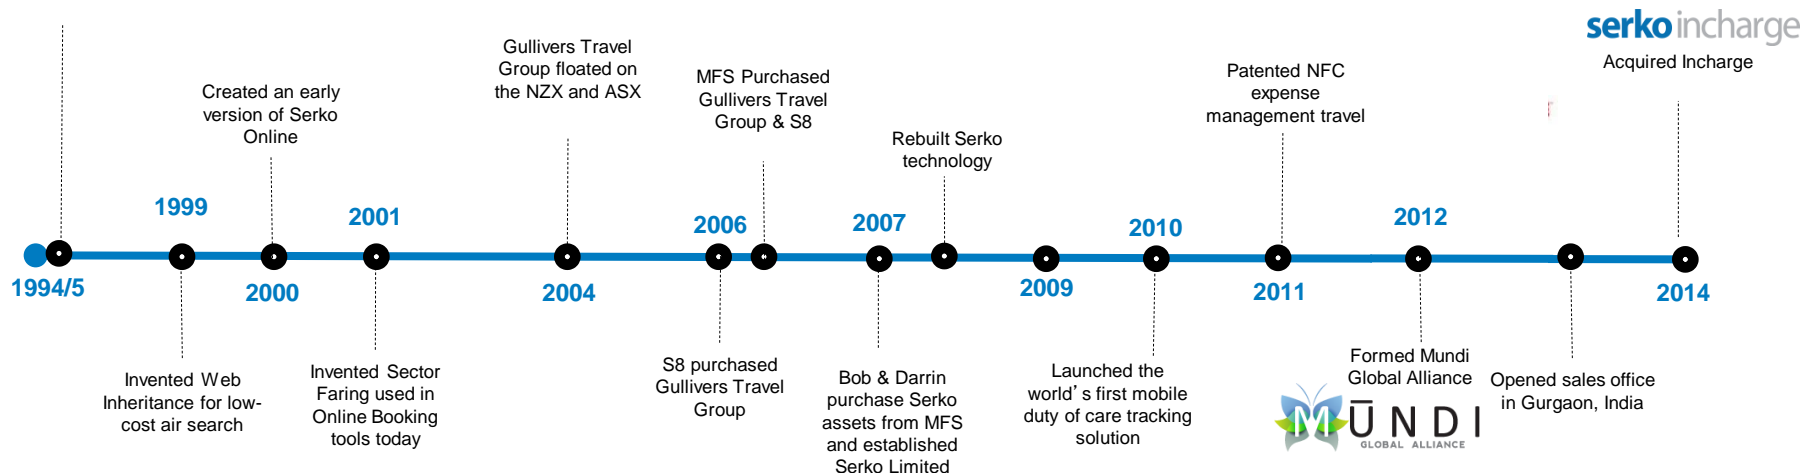 serko incharge
Acquired Incharge
Gullivers Travel
Group floated on
the NZX and ASX
MFS Purchased
Gullivers Travel
Group & S8
Patented NFC
expense
management travel
Created an early
version of Serko
Online
Rebuilt Serko
technology
1999
2001
2006
2007
2010
2012
1994/5
2000
2004
2009
2011
2014
Invented Web
Inheritance for low-
cost air search
Invented Sector
Faring used in
Online Booking
tools today
S8 purchased
Gullivers Travel
Group
Bob & Darrin
purchase Serko
assets from MFS
and established
Serko Limited
Launched the
world's first mobile
duty of care tracking
solution
Formed Mundi
Global Alliance
MŪNDI
GLOBAL ALLIANCE
Opened sales office
in Gurgaon, India